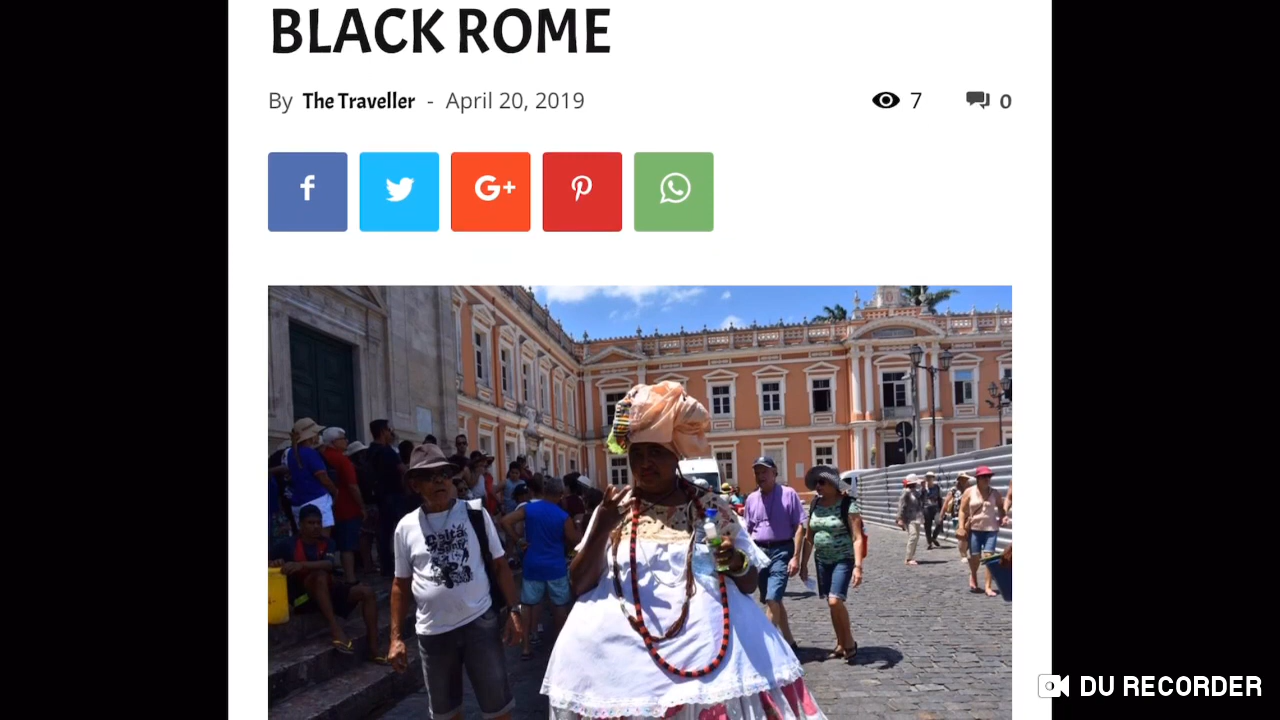 BLACK ROME
By The Traveller - April 20, 2019 7 0
f G+
DU RECORDER